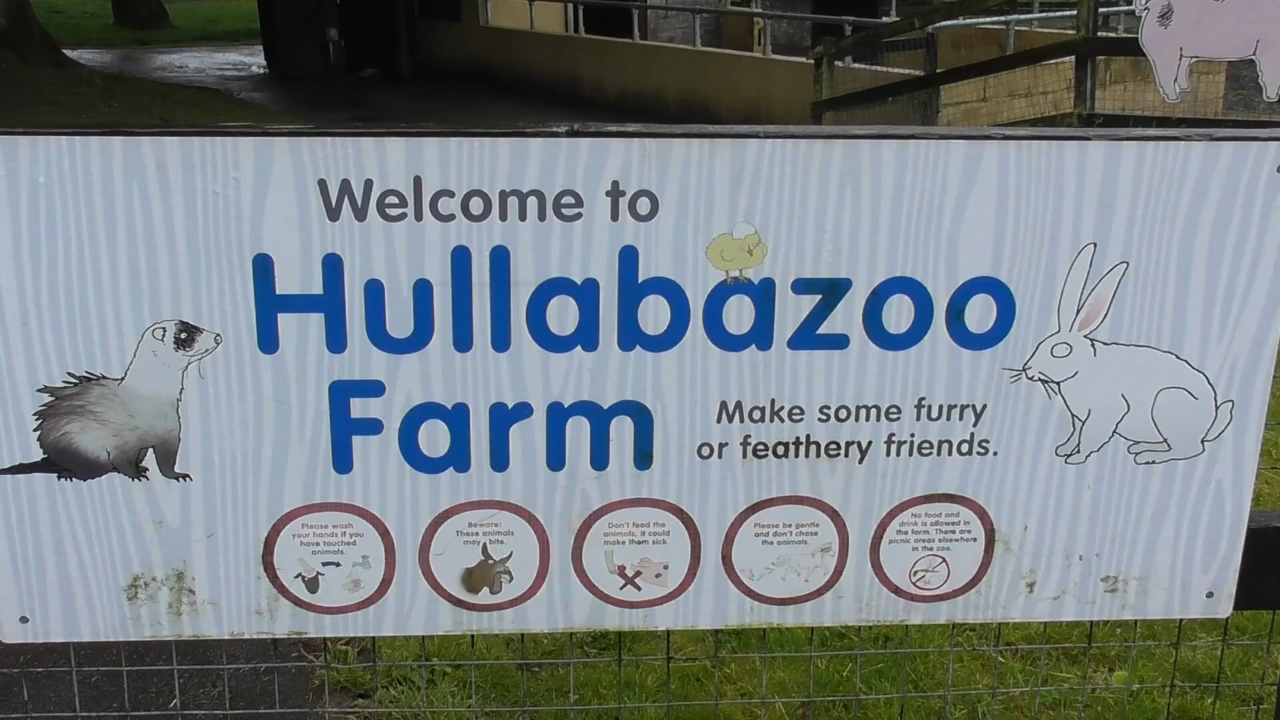 Welcome to
Hullabazoo
Farm
Make some furry
or feathery friends.
Please wash
your hands if you
have touched
animals.
Beware!
These animals
may bite.
Don't feed the
animals, it could
make them sick.
Please be gentle
and don't chase
the animals.
No food and
drink is allowed in
the farm. There are
picnic areas elsewhere
in the zoo.